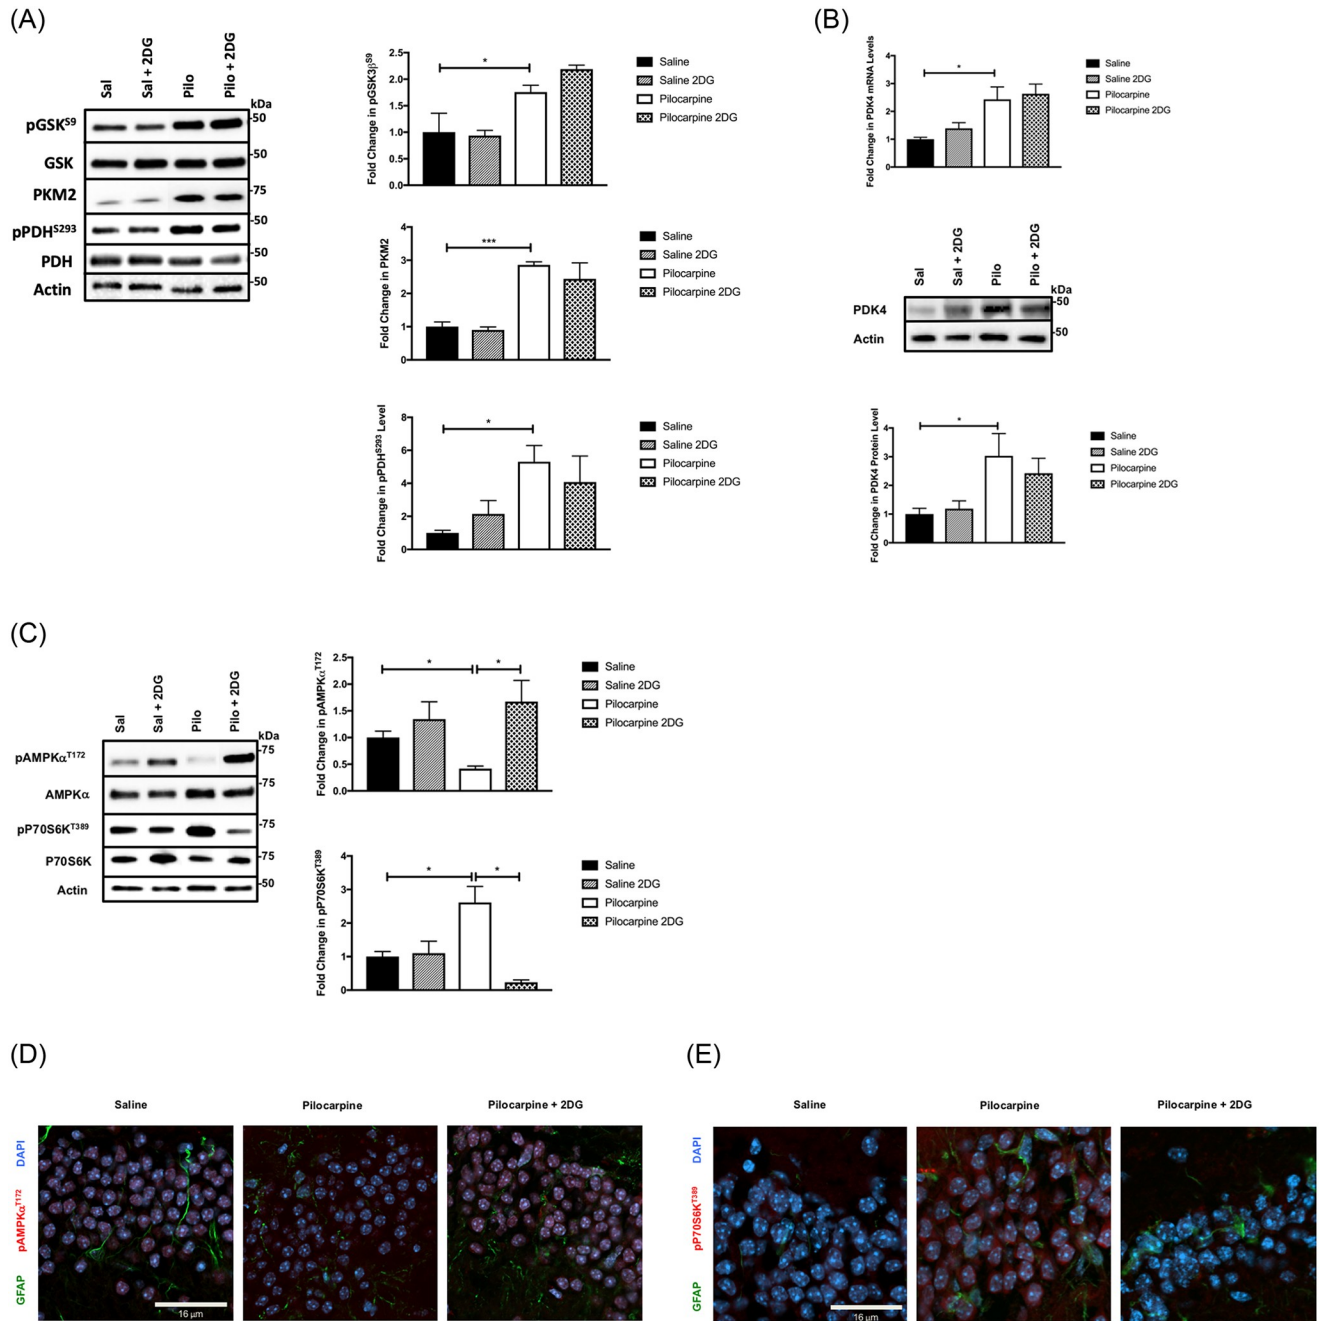 (A)
Sal
Sal + 2DG
Pilo
Pilo + 2DG
kDa
pGSK^S9
-50
GSK
-50
PKM2
-75
pPDH^S293
-50
PDH
-50
Actin
-50
Fold Change in pGSK3β^S9
2.5
2.0
1.5
1.0
0.5
0.0
*
Saline
Saline 2DG
Pilocarpine
Pilocarpine 2DG
Fold Change in PKM2
4
3
2
1
0
***
Saline
Saline 2DG
Pilocarpine
Pilocarpine 2DG
Fold Change in pPDH^S293 Level
8
6
4
2
0
*
Saline
Saline 2DG
Pilocarpine
Pilocarpine 2DG
(B)
Fold Change in PDK4 mRNA Levels
4
3
2
1
0
*
Saline
Saline 2DG
Pilocarpine
Pilocarpine 2DG
Sal
Sal + 2DG
Pilo
Pilo + 2DG
kDa
PDK4
-50
Actin
-50
Fold Change in PDK4 Protein Level
4
3
2
1
0
*
Saline
Saline 2DG
Pilocarpine
Pilocarpine 2DG
(C)
Sal
Sal + 2DG
Pilo
Pilo + 2DG
kDa
pAMPKα^T172
-75
AMPKα
-75
pP70S6K^T389
-75
P70S6K
-75
Actin
-50
Fold Change in pAMPKα^T172
2.5
2.0
1.5
1.0
0.5
0.0
*
*
Saline
Saline 2DG
Pilocarpine
Pilocarpine 2DG
Fold Change in pP70S6K^T389
4
3
2
1
0
*
*
Saline
Saline 2DG
Pilocarpine
Pilocarpine 2DG
(D)
Saline
Pilocarpine
Pilocarpine + 2DG
GFAP pAMPKα^T172 DAPI
16 μm
(E)
Saline
Pilocarpine
Pilocarpine + 2DG
GFAP pP70S6K^T389 DAPI
16 μm